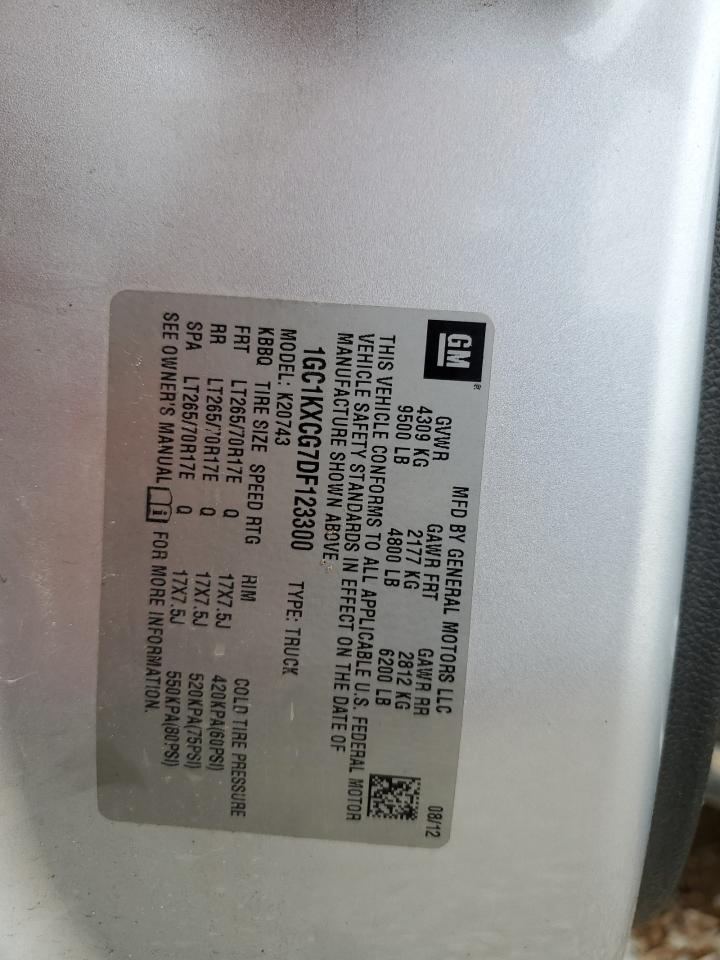 GM®
MFD BY GENERAL MOTORS LLC 08/12
GVWR GAWR FRT GAWR RR
4309 KG 2177 KG 2812 KG
9500 LB 4800 LB 6200 LB
THIS VEHICLE CONFORMS TO ALL APPLICABLE U.S. FEDERAL MOTOR
VEHICLE SAFETY STANDARDS IN EFFECT ON THE DATE OF
MANUFACTURE SHOWN ABOVE.
1GC1KXCG7DF123300 TYPE: TRUCK
MODEL: K20743
KBBQ TIRE SIZE SPEED RTG RIM COLD TIRE PRESSURE
FRT LT265/70R17E Q 17X7.5J 420KPA(60PSI)
RR LT265/70R17E Q 17X7.5J 520KPA(75PSI)
SPA LT265/70R17E Q 17X7.5J 550KPA(80PSI)
SEE OWNER'S MANUAL i FOR MORE INFORMATION.